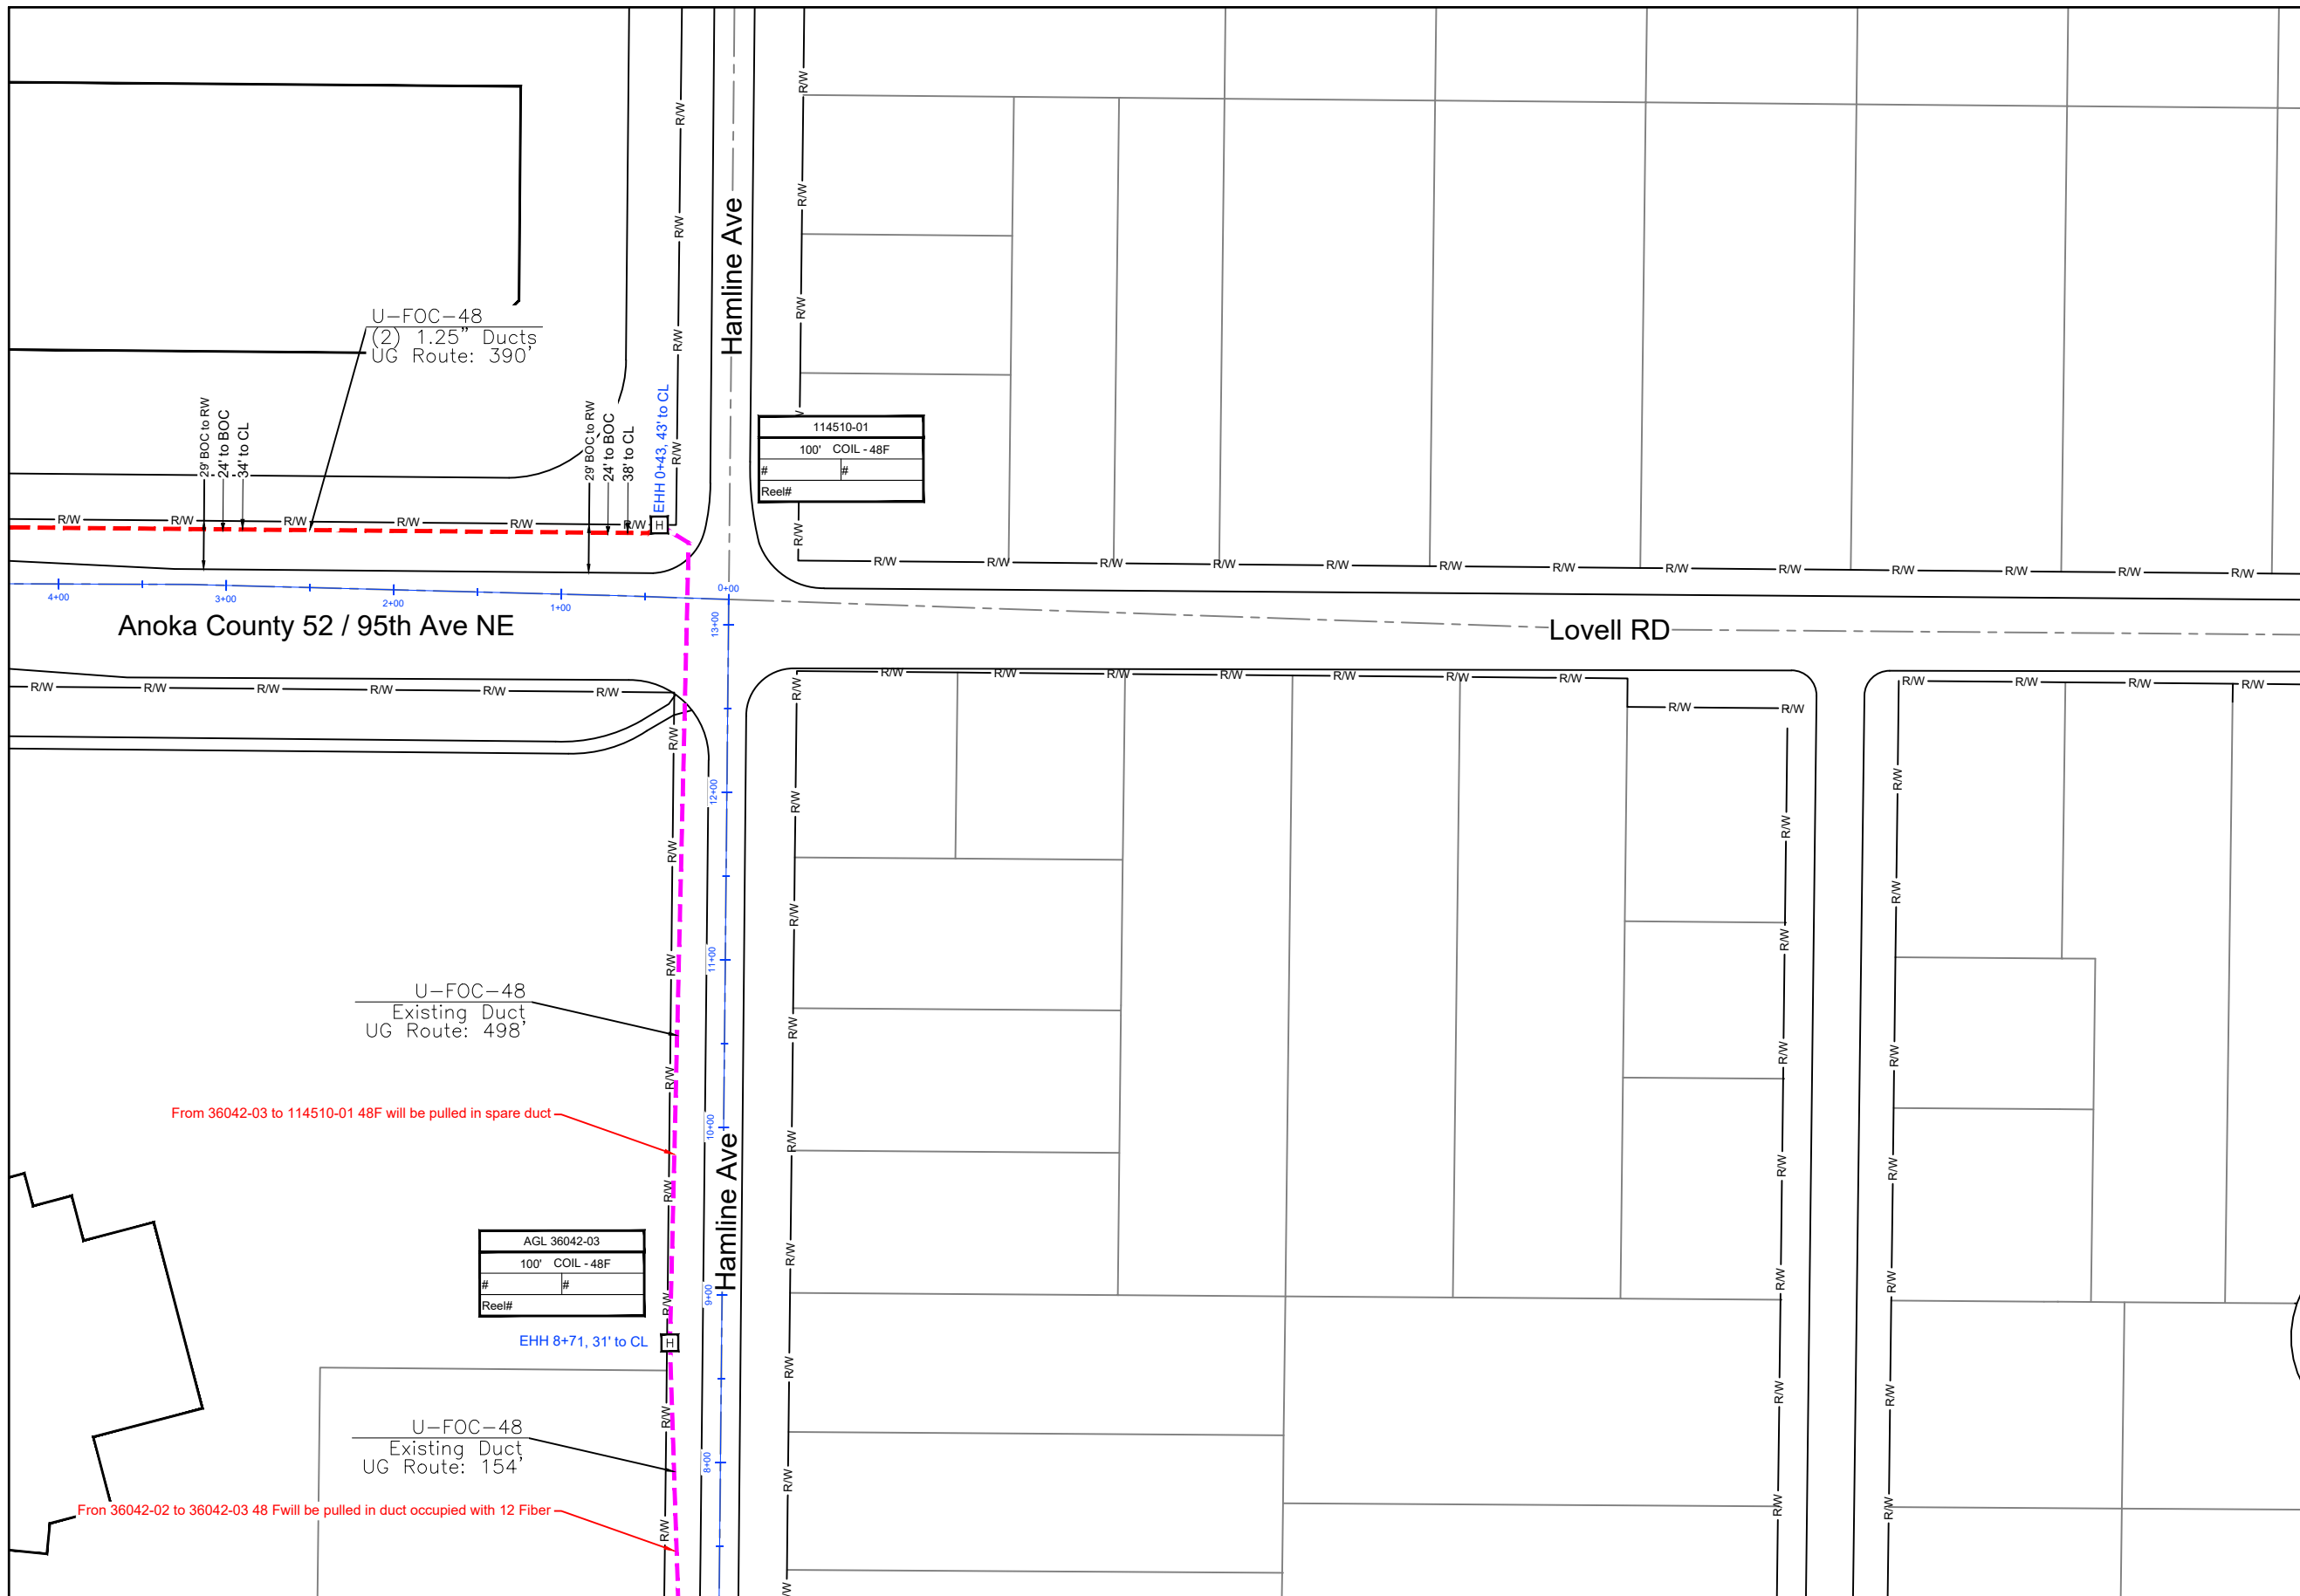 Hamline Ave
U-FOC-48
(2) 1.25" Ducts
UG Route: 390'
29' BOC to RW
24' to BOC
34' to CL
29' BOC to RW
24' to BOC
38' to CL
EHH 0+43, 43' to CL
114510-01
100' COIL - 48F
# #
Reel#
R/W
H
4+00
3+00
2+00
1+00
0+00
13+00
Anoka County 52 / 95th Ave NE
Lovell RD
12+00
11+00
U-FOC-48
Existing Duct
UG Route: 498'
From 36042-03 to 114510-01 48F will be pulled in spare duct
10+00
Hamline Ave
AGL 36042-03
100' COIL - 48F
# #
Reel#
9+00
EHH 8+71, 31' to CL
H
U-FOC-48
Existing Duct
UG Route: 154'
8+00
Fron 36042-02 to 36042-03 48 Fwill be pulled in duct occupied with 12 Fiber